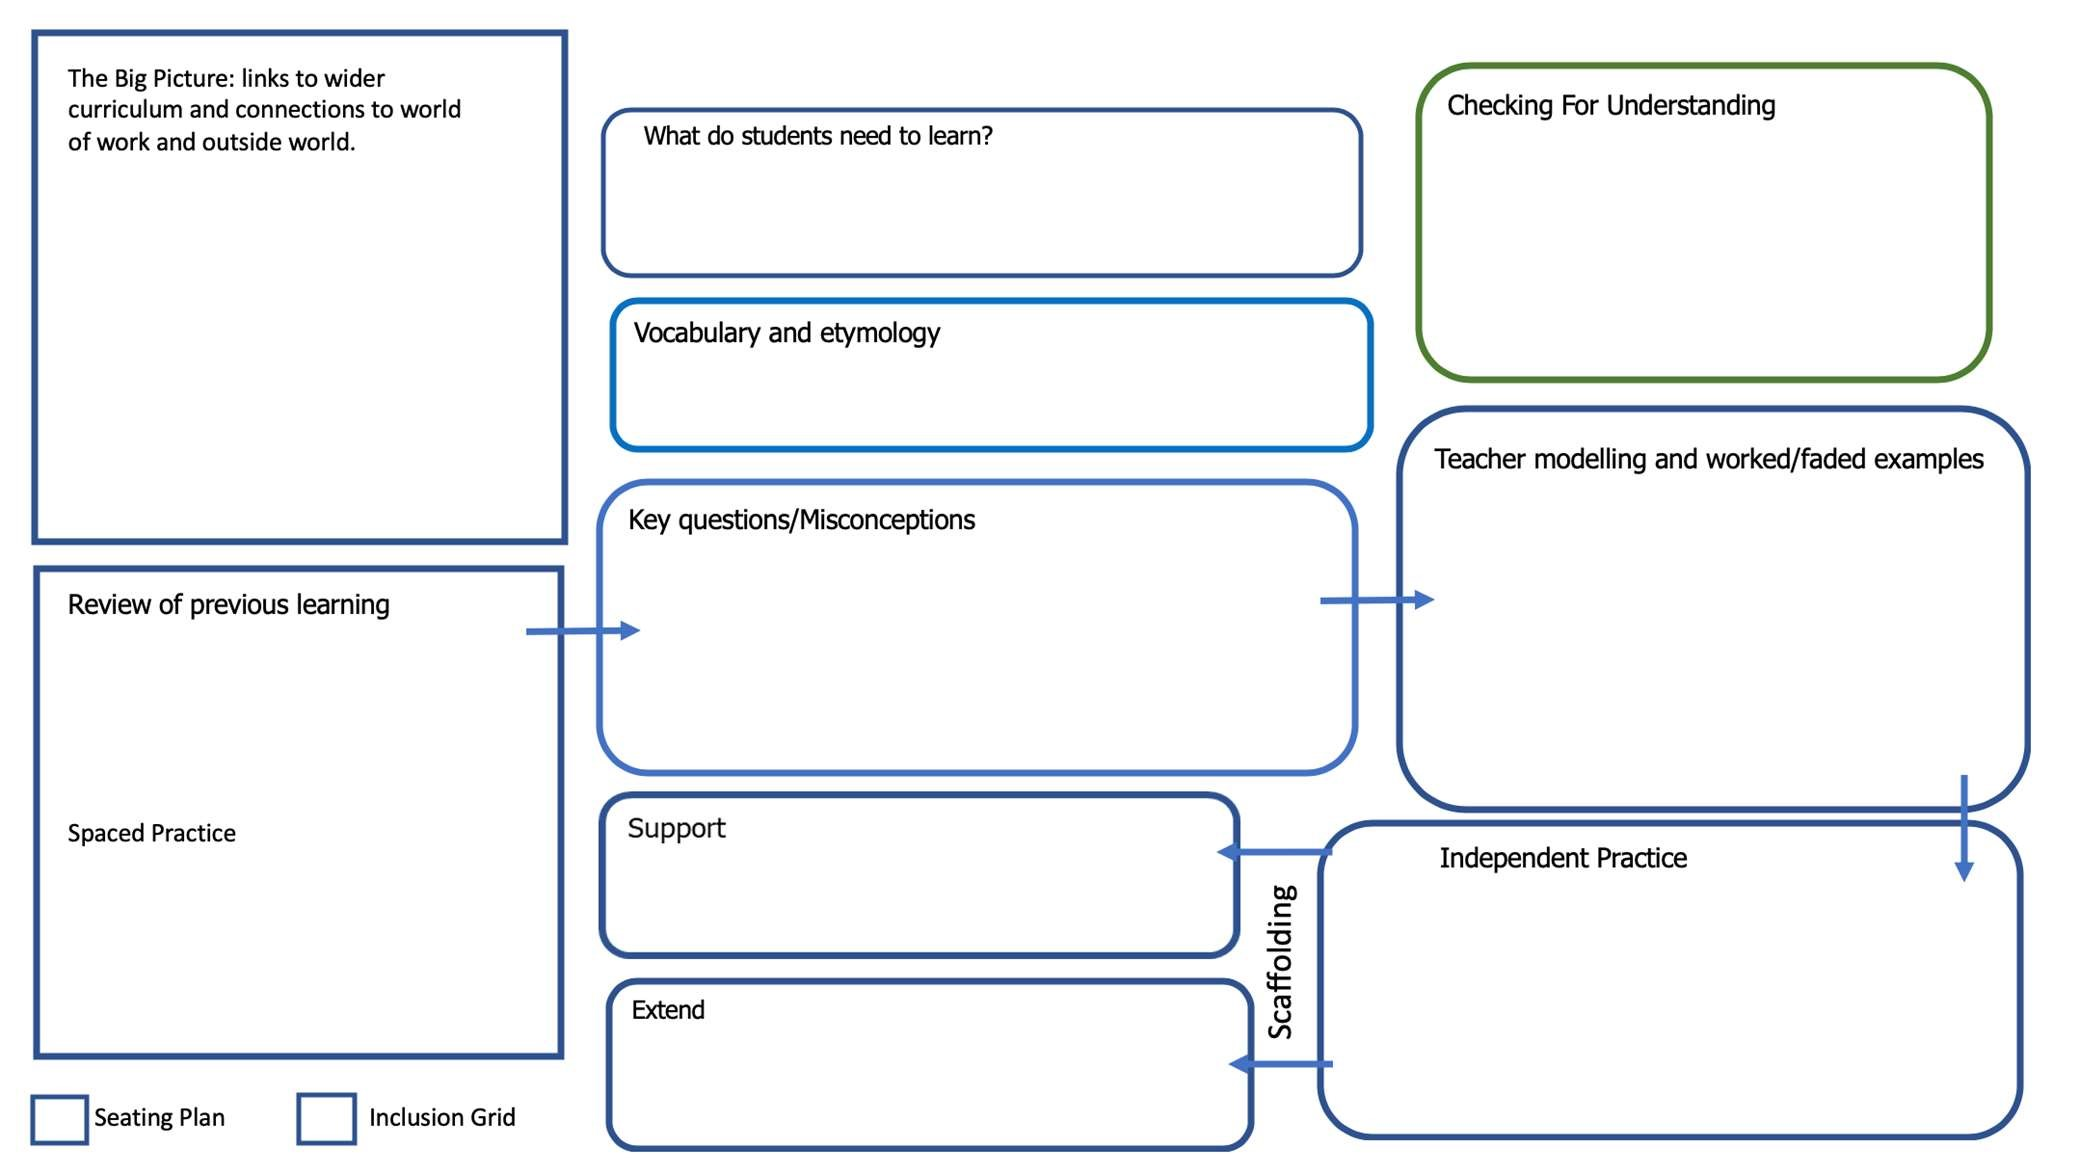 The Big Picture: links to wider
curriculum and connections to world
of work and outside world.
Review of previous learning
Spaced Practice
Seating Plan
Inclusion Grid
What do students need to learn?
Vocabulary and etymology
Key questions/Misconceptions
Support
Extend
Scaffolding
Checking For Understanding
Teacher modelling and worked/faded examples
Independent Practice